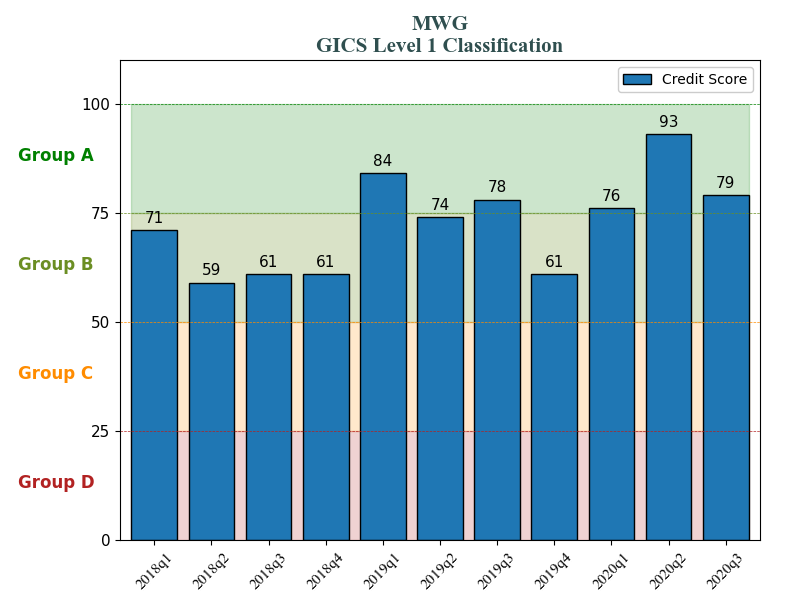 MWG
GICS Level 1 Classification
Credit Score
100
Group A
75
Group B
50
Group C
25
Group D
0
71
59
61
61
84
74
78
61
76
93
79
2018q1
2018q2
2018q3
2018q4
2019q1
2019q2
2019q3
2019q4
2020q1
2020q2
2020q3